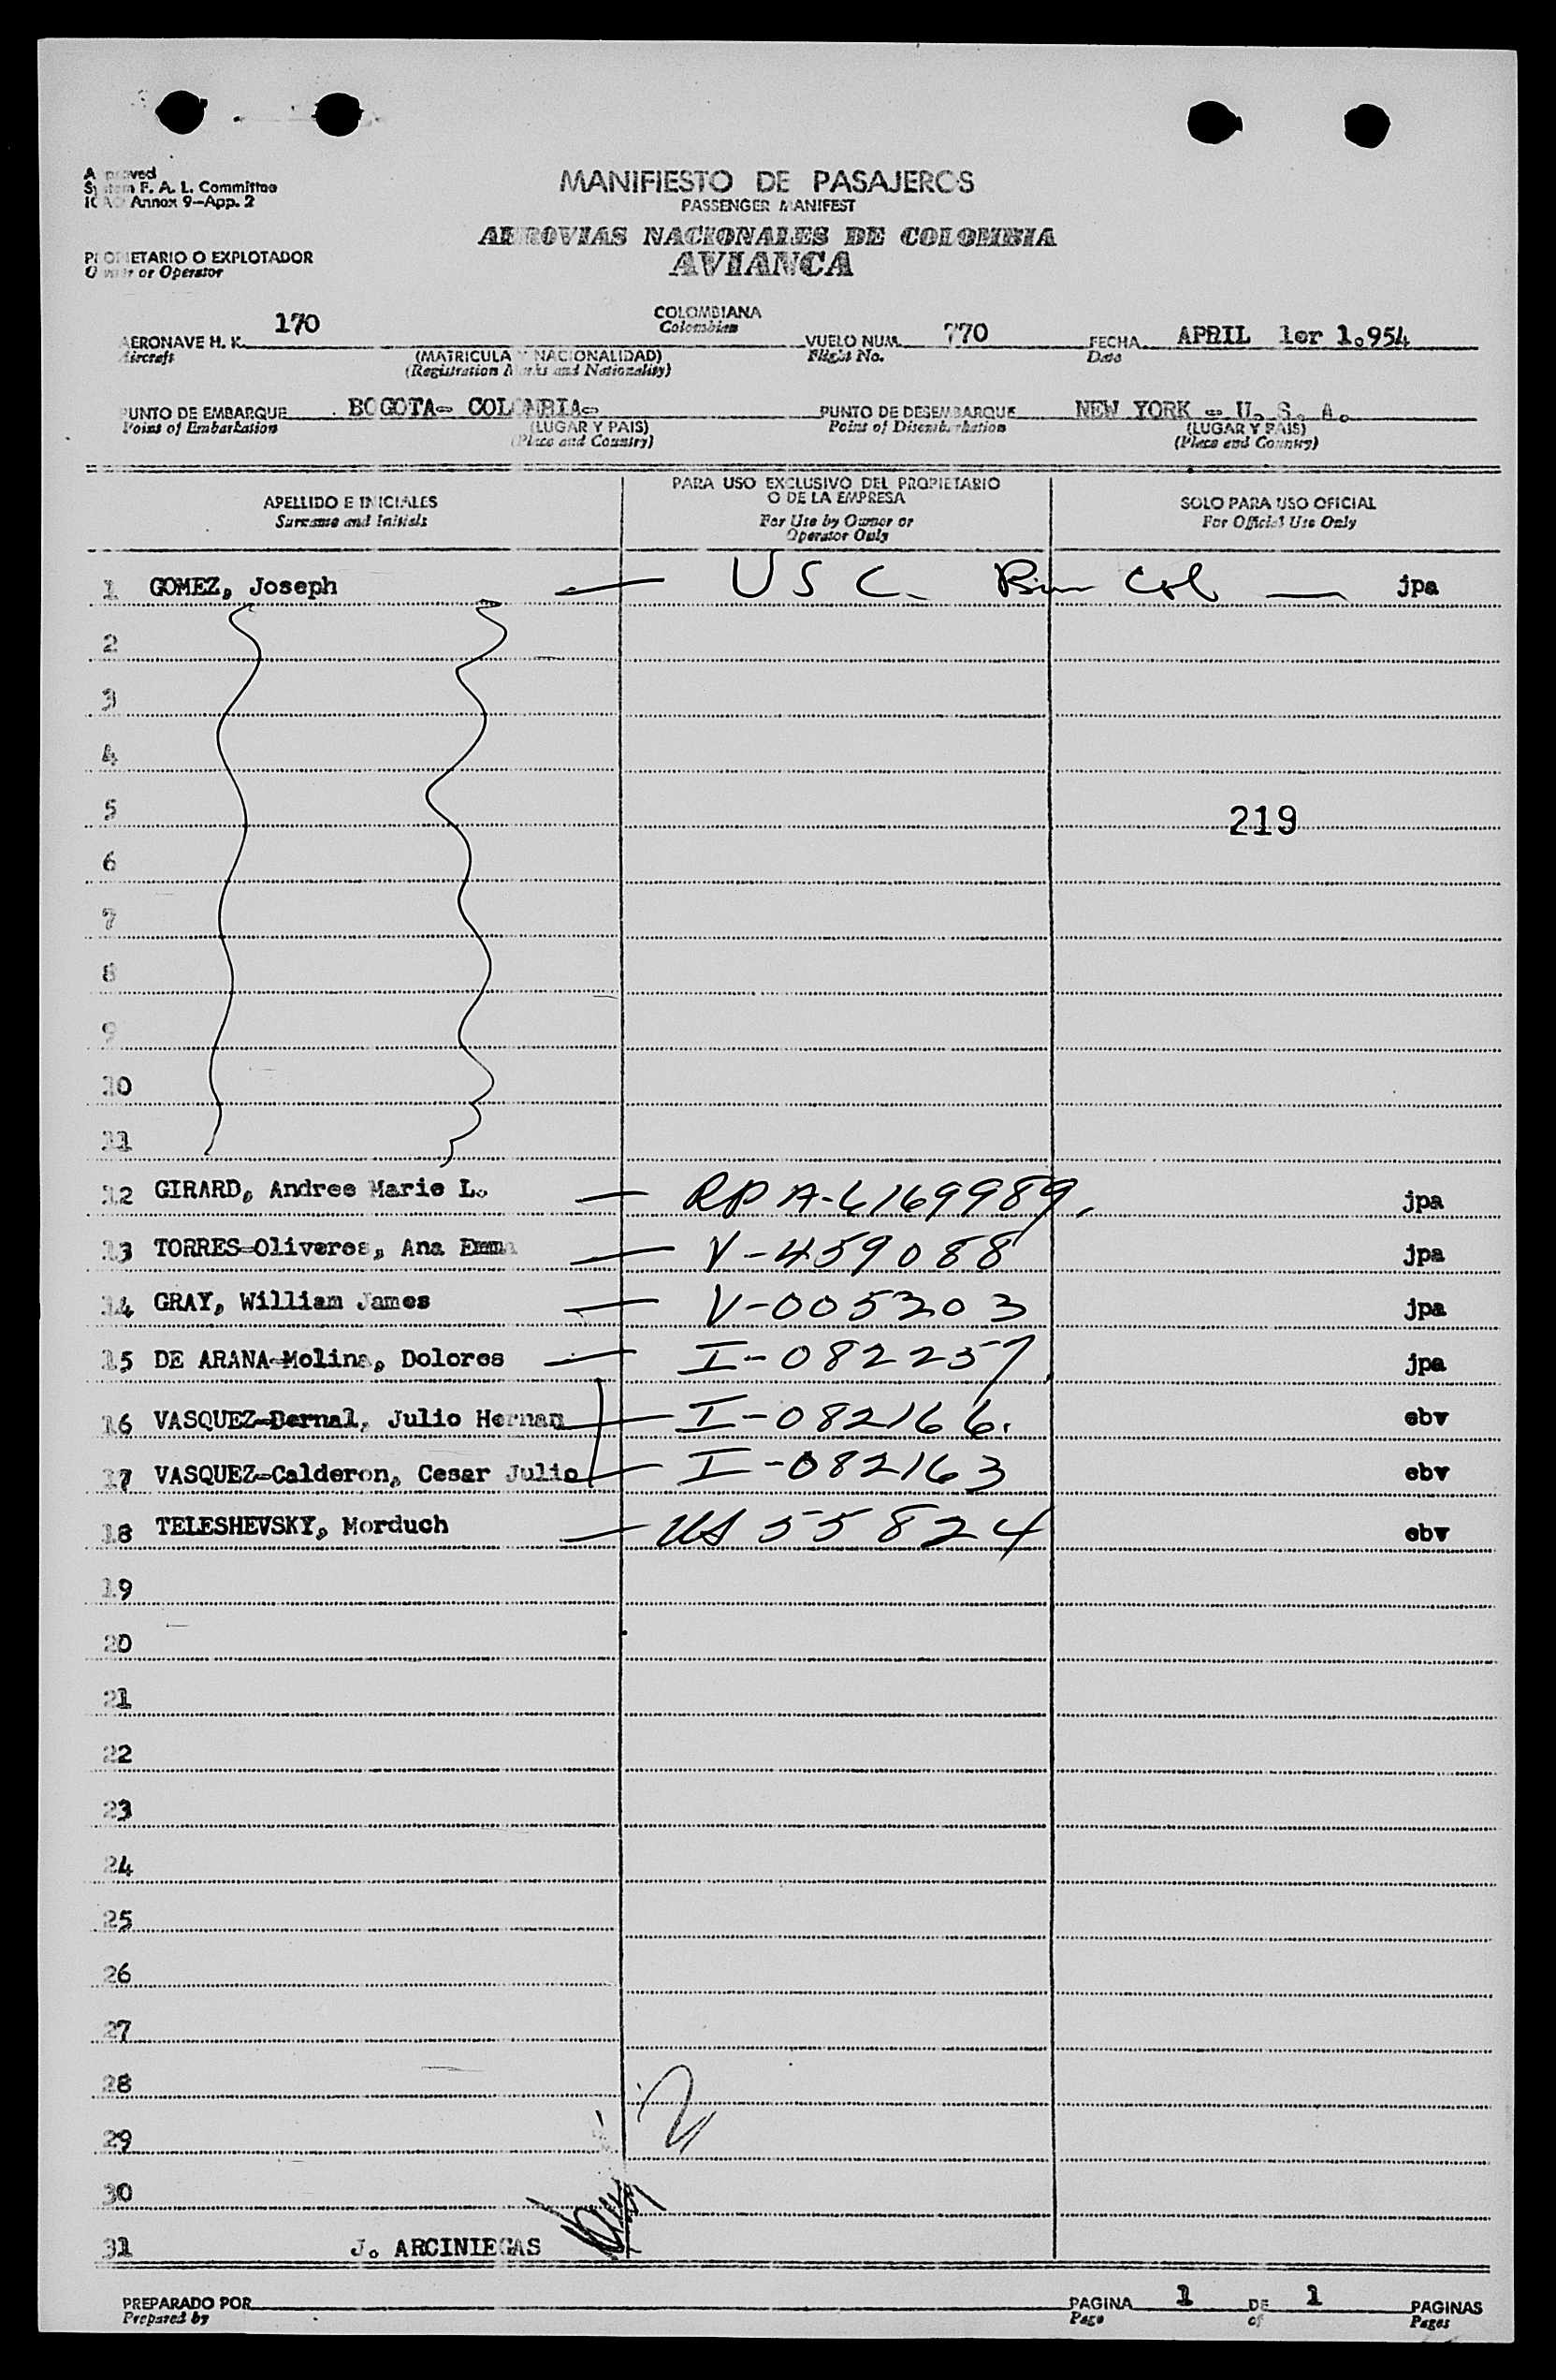 Approved
System F. A. L. Committee
ICAO Annex 9-App. 2
MANIFIESTO DE PASAJEROS
PASSENGER MANIFEST
AEROVIAS NACIONALES DE COLOMBIA
AVIANCA
PROPIETARIO O EXPLOTADOR
Owner or Operator
AERONAVE H. K. 170 COLOMBIANA VUELO NUM. 770 FECHA APRIL 1er 1.954
Aircraft Colombian Flight No. Date
(MATRICULA Y NACIONALIDAD)
(Registration Marks and Nationality)
PUNTO DE EMBARQUE BOGOTA- COLOMBIA- PUNTO DE DESEMBARQUE NEW YORK - U. S. A.
Point of Embarkation (LUGAR Y PAIS) Point of Disembarkation (LUGAR Y PAIS)
(Place and Country) (Place and Country)
APELLIDO E INICIALES PARA USO EXCLUSIVO DEL PROPIETARIO O DE LA EMPRESA SOLO PARA USO OFICIAL
Surname and Initials For Use by Owner or Operator Only For Official Use Only
1 GOMEZ, Joseph — USC. Col — jpa
2
3
4
5 219
6
7
8
9
10
11
12 GIRARD, Andree Marie L. — RP A-6169989. jpa
13 TORRES-Oliveros, Ana Emma — V-459088 jpa
14 GRAY, William James — V-005303 jpa
15 DE ARANA-Molina, Dolores — I-082257 jpa
16 VASQUEZ-Bernal, Julio Hernan — I-082166. ebv
17 VASQUEZ-Calderon, Cesar Julio — I-082163 ebv
18 TELESHEVSKY, Morduch — US 55824 ebv
19
20
21
22
23
24
25
26
27
28
29
30
31 J. ARCINIEGAS
PREPARADO POR PAGINA 1 DE 1 PAGINAS
Prepared by Page of Pages